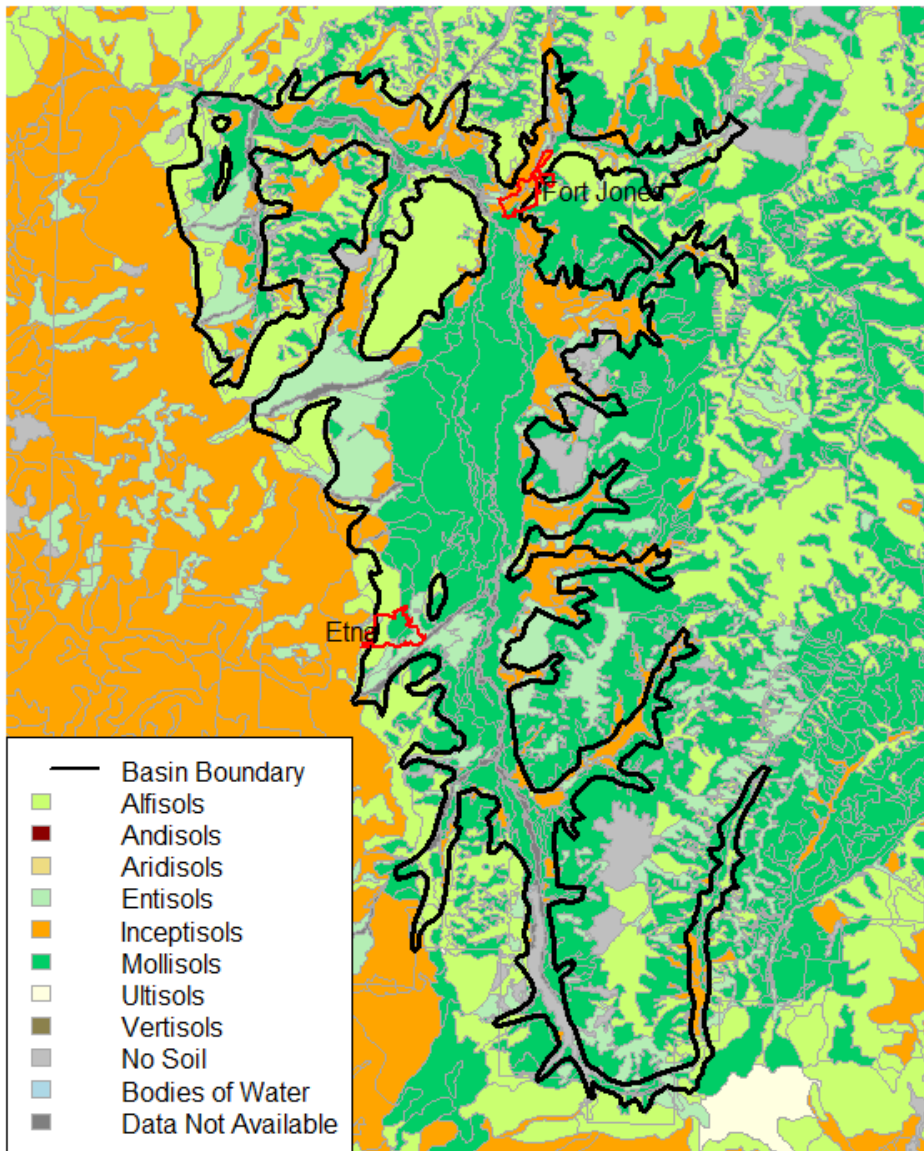 Fort Jones
Etna
Basin Boundary
Alfisols
Andisols
Aridisols
Entisols
Inceptisols
Mollisols
Ultisols
Vertisols
No Soil
Bodies of Water
Data Not Available